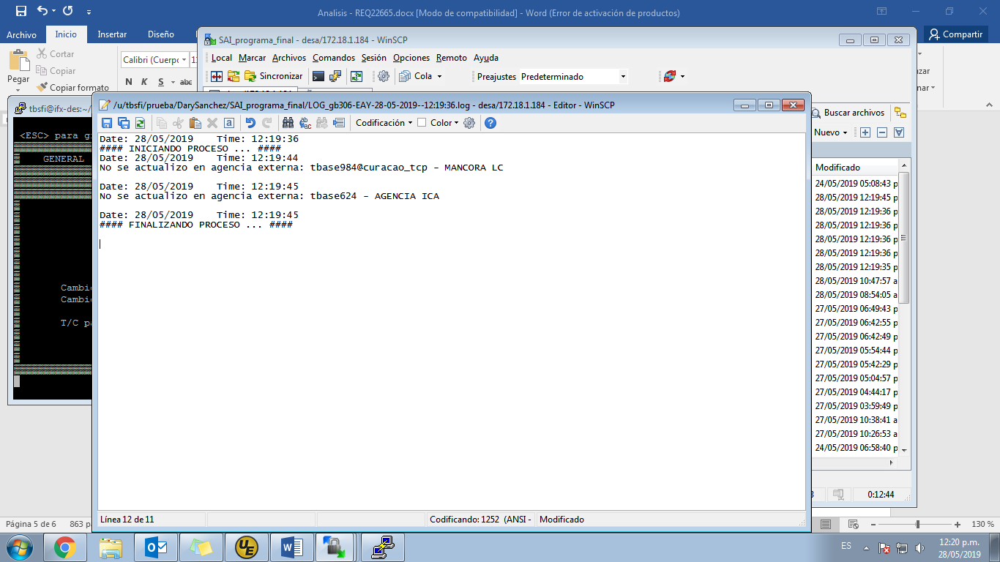 Analisis - REQ22665.docx [Modo de compatibilidad] - Word (Error de activación de productos)
Archivo
Inicio
Insertar
Diseño
Compartir
Pegar
Cortar
Copiar
Copiar formato
Calibri (Cuerpo
N K S abc
SAI_programa_final - desa/172.18.1.184 - WinSCP
Local Marcar Archivos Comandos Sesión Opciones Remoto Ayuda
Sincronizar
Cola
Preajustes Predeterminado
tbsfi@ifx-des:~/
<ESC> para g
GENERAL
Cambi
Cambi
T/C pa
/u/tbsfi/prueba/DarySanchez/SAI_programa_final/LOG_gb306-EAY-28-05-2019--12:19:36.log - desa/172.18.1.184 - Editor - WinSCP
Codificación
Color
Date: 28/05/2019    Time: 12:19:36
#### INICIANDO PROCESO ... ####
Date: 28/05/2019    Time: 12:19:44
No se actualizo en agencia externa: tbase984@curacao_tcp - MANCORA LC
Date: 28/05/2019    Time: 12:19:45
No se actualizo en agencia externa: tbase624 - AGENCIA ICA
Date: 28/05/2019    Time: 12:19:45
#### FINALIZANDO PROCESO ... ####
Línea 12 de 11
Codificando: 1252 (ANSI -
Modificado
Buscar archivos
Nuevo
Modificado
24/05/2019 05:08:43 p
28/05/2019 12:19:45 p
28/05/2019 12:19:36 p
28/05/2019 12:19:36 p
28/05/2019 12:19:36 p
28/05/2019 12:19:36 p
28/05/2019 12:19:35 p
28/05/2019 10:47:57 a
28/05/2019 08:54:05 a
27/05/2019 06:49:43 p
27/05/2019 06:42:55 p
27/05/2019 06:42:49 p
27/05/2019 05:54:44 p
27/05/2019 05:42:29 p
27/05/2019 05:04:57 p
27/05/2019 04:44:17 p
27/05/2019 03:59:49 p
27/05/2019 10:38:41 a
27/05/2019 10:26:53 a
24/05/2019 06:58:40 p
0:12:44
Página 5 de 6
863 p
130 %
ES
12:20 p.m.
28/05/2019